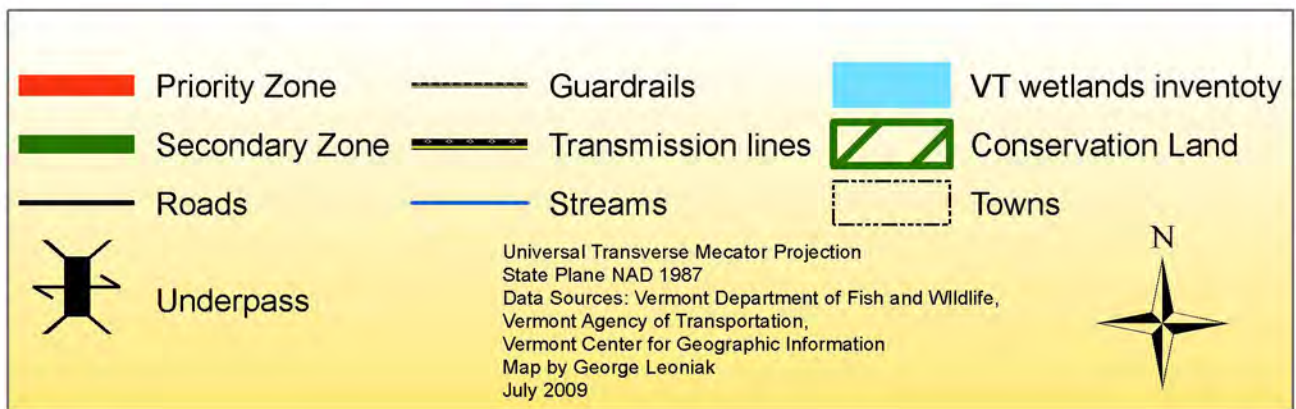 Priority Zone
Guardrails
VT wetlands inventoty
Secondary Zone
Transmission lines
Conservation Land
Roads
Streams
Towns
Underpass
Universal Transverse Mecator Projection
State Plane NAD 1987
Data Sources: Vermont Department of Fish and WIldlife,
Vermont Agency of Transportation,
Vermont Center for Geographic Information
Map by George Leoniak
July 2009
N